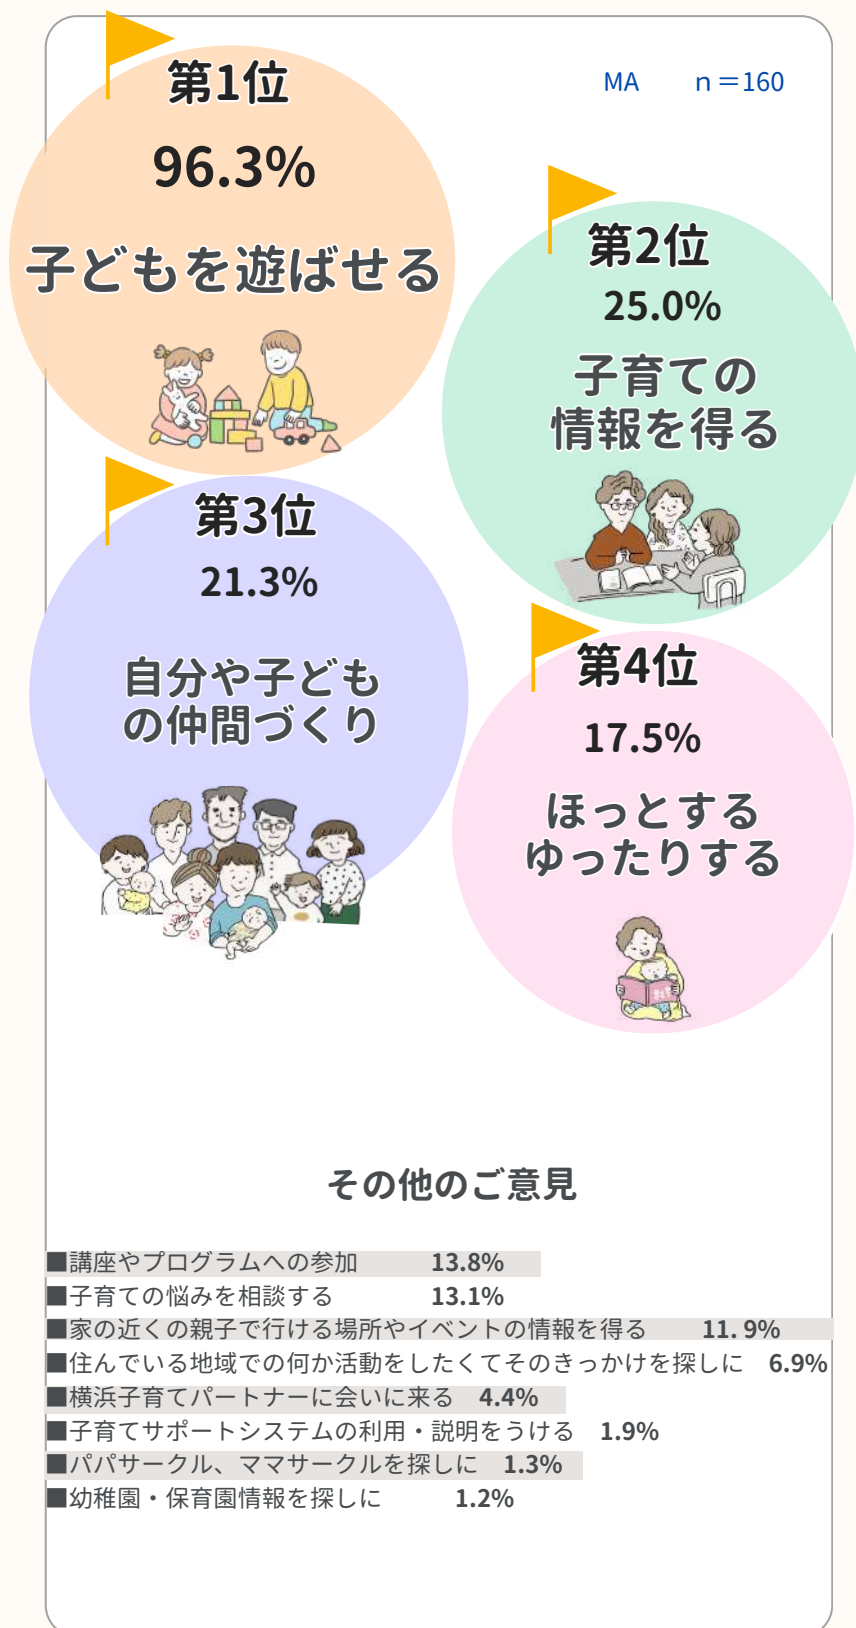 第1位
96.3%
子どもを遊ばせる
MA n＝160
第2位
25.0%
子育ての
情報を得る
第3位
21.3%
自分や子ども
の仲間づくり
第4位
17.5%
ほっとする
ゆったりする
その他のご意見
■講座やプログラムへの参加 13.8%
■子育ての悩みを相談する 13.1%
■家の近くの親子で行ける場所やイベントの情報を得る 11. 9%
■住んでいる地域での何か活動をしたくてそのきっかけを探しに 6.9%
■横浜子育てパートナーに会いに来る 4.4%
■子育てサポートシステムの利用・説明をうける 1.9%
■パパサークル、ママサークルを探しに 1.3%
■幼稚園・保育園情報を探しに 1.2%